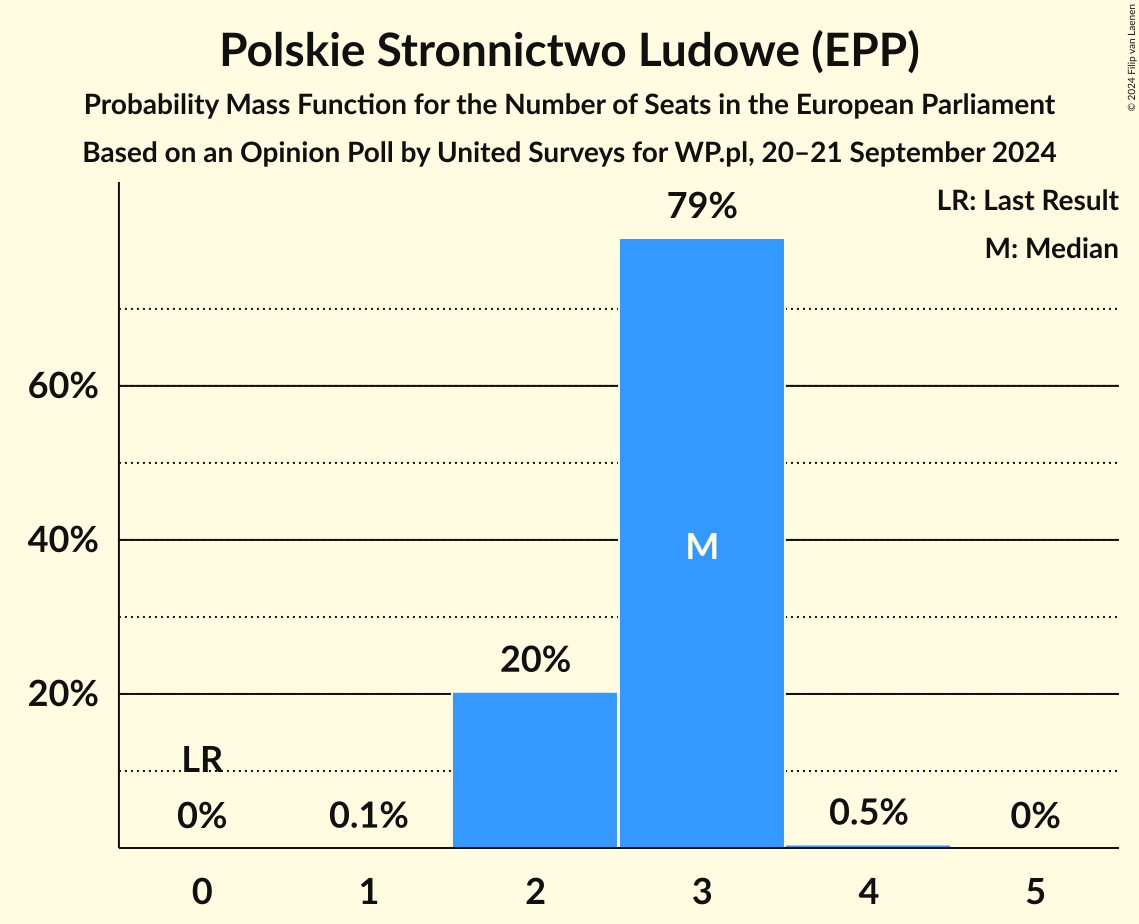 Polskie Stronnictwo Ludowe (EPP)
Probability Mass Function for the Number of Seats in the European Parliament
Based on an Opinion Poll by United Surveys for WP.pl, 20–21 September 2024
© 2024 Filip van Laenen
LR: Last Result
M: Median
79%
60%
40%
M
20%
20%
LR
0%
0.1%
0.5%
0%
0
1
2
3
4
5